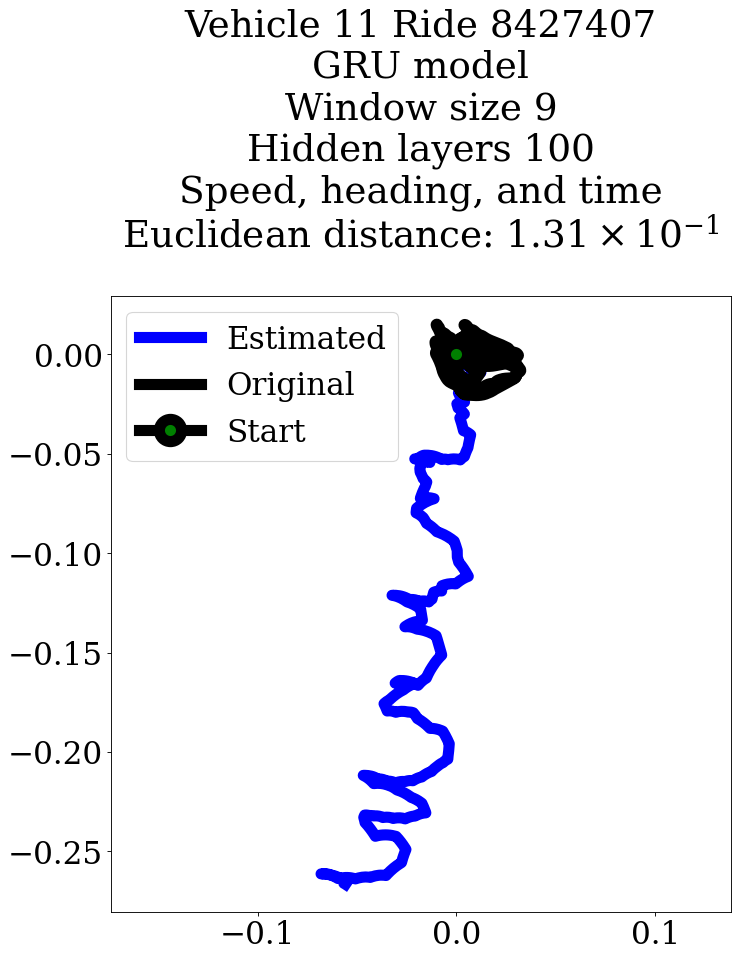 Vehicle 11 Ride 8427407
GRU model
Window size 9
Hidden layers 100
Speed, heading, and time
Euclidean distance: 1.31 × 10⁻¹
Estimated
Original
Start
0.00
−0.05
−0.10
−0.15
−0.20
−0.25
−0.1
0.0
0.1